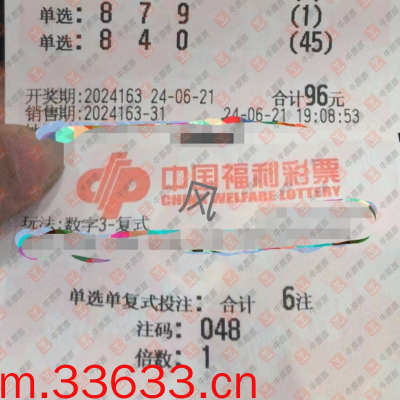 单选: 8 7 9 (1)
单选: 8 4 0 (45)
开奖期:2024163 24-06-21 合计96元
销售期:2024163-31 24-06-21 19:08:53
中国福利彩票
CHINA WELFARE LOTTERY
风
玩法:数字3-复式
单选单复式投注: 合计 6注
注码: 048
倍数: 1
m.33633.cn